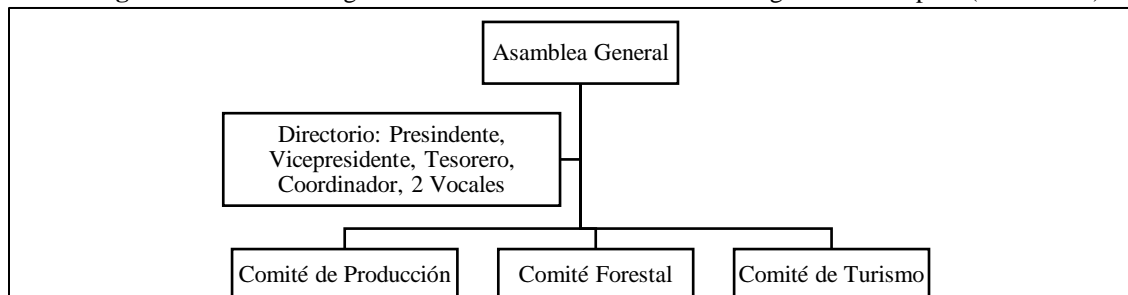 Asamblea General
Directorio: Presindente,
Vicepresidente, Tesorero,
Coordinador, 2 Vocales
Comité de Producción
Comité Forestal
Comité de Turismo